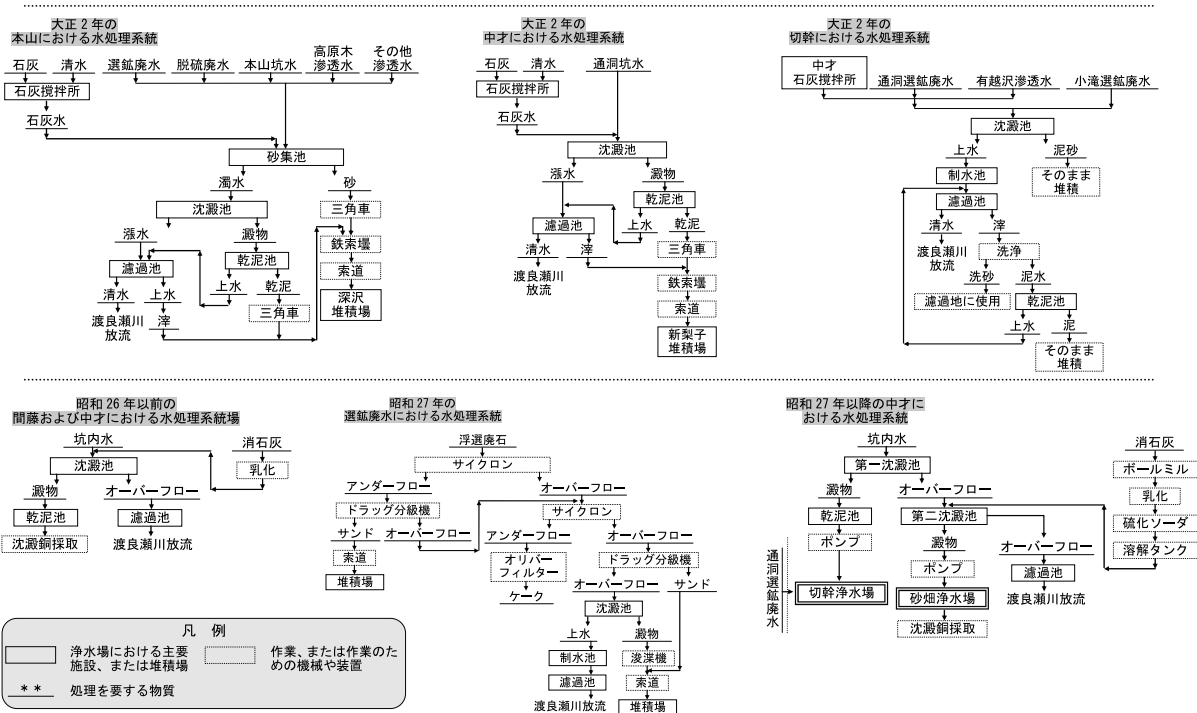 大正2年の
本山における水処理系統
石灰 清水 選鉱廃水 脱硫廃水 本山坑水 高原木 その他
渗透水 渗透水
石灰撹拌所
石灰水
砂集池
濁水 砂
沈澱池 三角車
漲水 澱物 鉄索壜
濾過池 乾泥池 索道
清水 上水 上水 乾泥 深沢
堆積場
渡良瀬川
放流
滓 三角車
大正2年の
中才における水処理系統
石灰 清水 通洞坑水
石灰撹拌所
石灰水
沈澱池
漲水 澱物
乾泥池
濾過池 上水 乾泥
清水 滓 三角車
渡良瀬川
放流
鉄索壜
索道
新梨子
堆積場
大正2年の
切幹における水処理系統
中才
石灰撹拌所
通洞選鉱廃水 有越沢渗透水 小滝選鉱廃水
沈澱池
上水 泥砂
制水池 そのまま
堆積
濾過池
清水 滓
渡良瀬川
放流
洗浄
洗砂 泥水
濾過地に使用 乾泥池
上水 泥
そのまま
堆積
昭和26年以前の
間藤および中才における水処理系統場
坑内水 消石灰
沈澱池 乳化
澱物 オーバーフロー
乾泥池 濾過池
沈澱銅採取 渡良瀬川放流
昭和27年の
選鉱廃水における水処理系統
浮選廃石
サイクロン
アンダーフロー オーバーフロー
ドラッグ分級機 サイクロン
サンド オーバーフロー アンダーフロー オーバーフロー
索道 オリバー
フィルター
ドラッグ分級機
堆積場 ケーク オーバーフロー サンド
沈澱池
上水 澱物
制水池 浚渫機
濾過池 索道
渡良瀬川放流 堆積場
昭和27年以降の中才に
おける水処理系統
坑内水 消石灰
第一沈澱池 ボールミル
澱物 オーバーフロー 乳化
乾泥池 第二沈澱池 硫化ソーダ
ポンプ 澱物 オーバーフロー 溶解タンク
通洞選鉱廃水
ポンプ 濾過池
切幹浄水場 砂畑浄水場 渡良瀬川放流
沈澱銅採取
凡 例
浄水場における主要
施設、または堆積場
作業、または作業のた
めの機械や装置
** 処理を要する物質